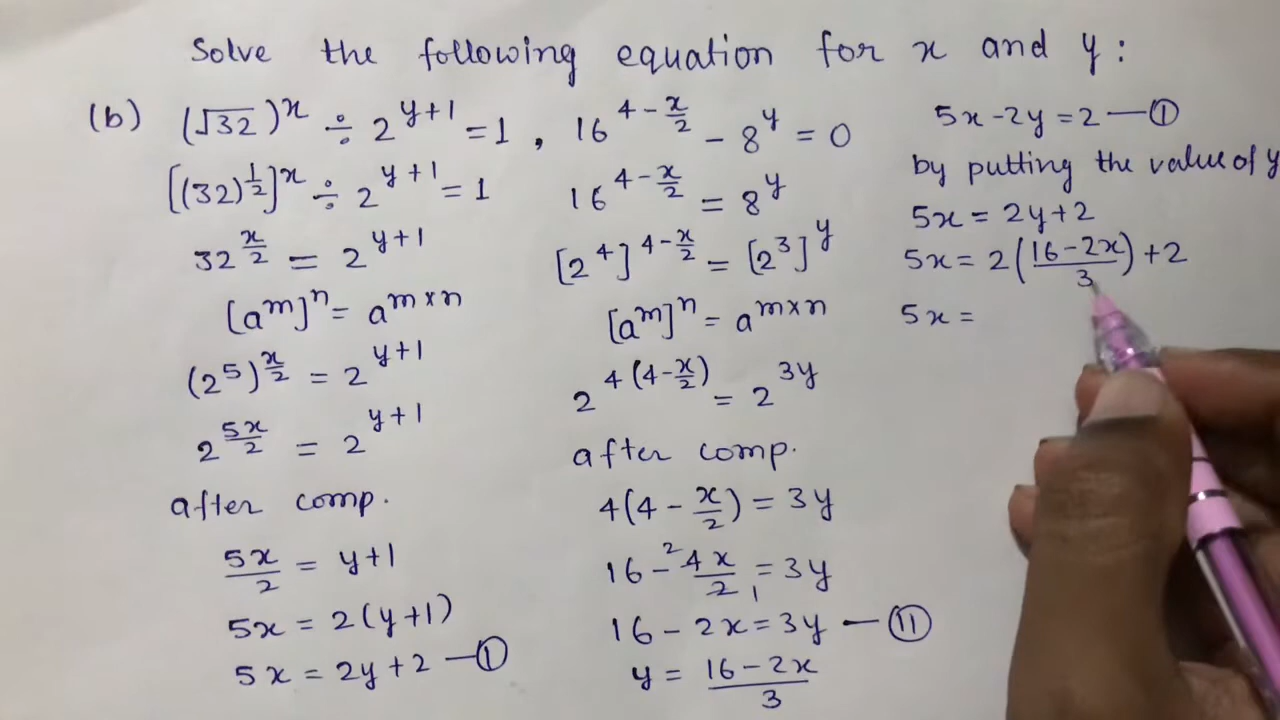 Solve the following equation for x and y :
(b) (√32)^x ÷ 2^(y+1) = 1 , 16^(4-x/2) - 8^y = 0
[(32)^(1/2)]^x ÷ 2^(y+1) = 1
32^(x/2) = 2^(y+1)
[a^m]^n = a^(m×n)
(2^5)^(x/2) = 2^(y+1)
2^(5x/2) = 2^(y+1)
after comp.
5x/2 = y+1
5x = 2(y+1)
5x = 2y+2 —①
16^(4-x/2) = 8^y
[2^4]^(4-x/2) = [2^3]^y
[a^m]^n = a^(m×n)
2^(4(4-x/2)) = 2^(3y)
after comp.
4(4-x/2) = 3y
16 - ²4x/2 ₁ = 3y
16 - 2x = 3y —⑪
y = (16-2x)/3
5x-2y = 2 —①
by putting the value of y
5x = 2y+2
5x = 2((16-2x)/3) + 2
5x =